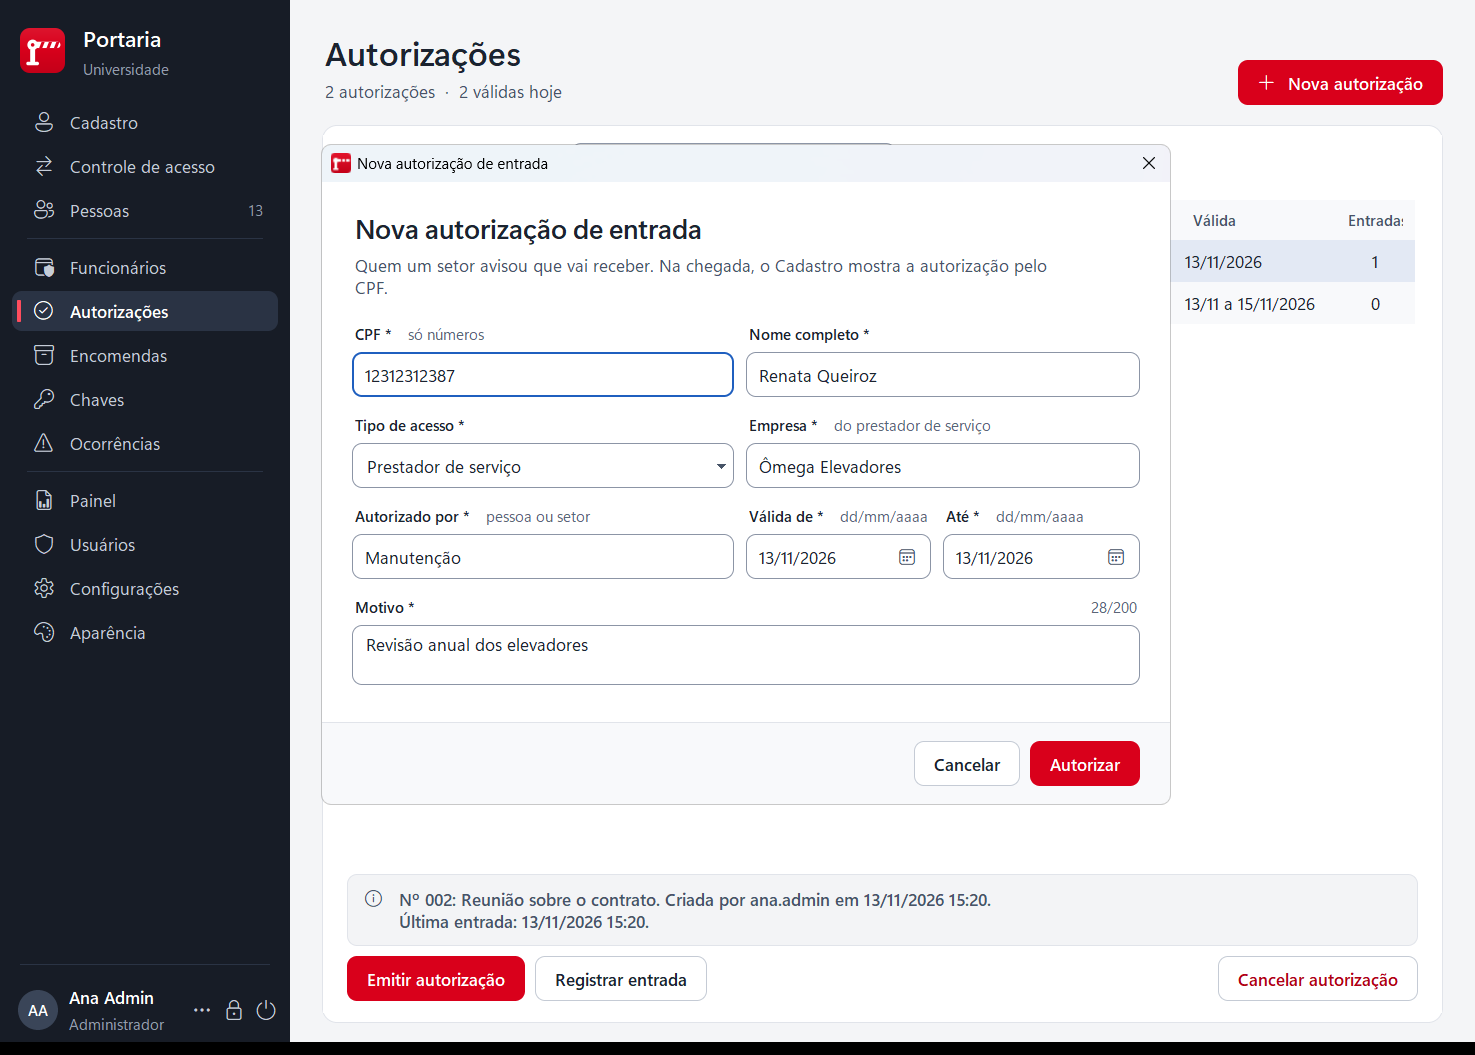 Portaria
Universidade
Cadastro
Controle de acesso
Pessoas 13
Funcionários
Autorizações
Encomendas
Chaves
Ocorrências
Painel
Usuários
Configurações
Aparência
AA
Ana Admin
Administrador
Autorizações
2 autorizações · 2 válidas hoje
+ Nova autorização
Nova autorização de entrada
Nova autorização de entrada
Quem um setor avisou que vai receber. Na chegada, o Cadastro mostra a autorização pelo
CPF.
CPF * só números
12312312387
Nome completo *
Renata Queiroz
Tipo de acesso *
Prestador de serviço
Empresa * do prestador de serviço
Ômega Elevadores
Autorizado por * pessoa ou setor
Manutenção
Válida de * dd/mm/aaaa
13/11/2026
Até * dd/mm/aaaa
13/11/2026
Motivo * 28/200
Revisão anual dos elevadores
Cancelar
Autorizar
Válida Entradas
13/11/2026 1
13/11 a 15/11/2026 0
Nº 002: Reunião sobre o contrato. Criada por ana.admin em 13/11/2026 15:20.
Última entrada: 13/11/2026 15:20.
Emitir autorização
Registrar entrada
Cancelar autorização